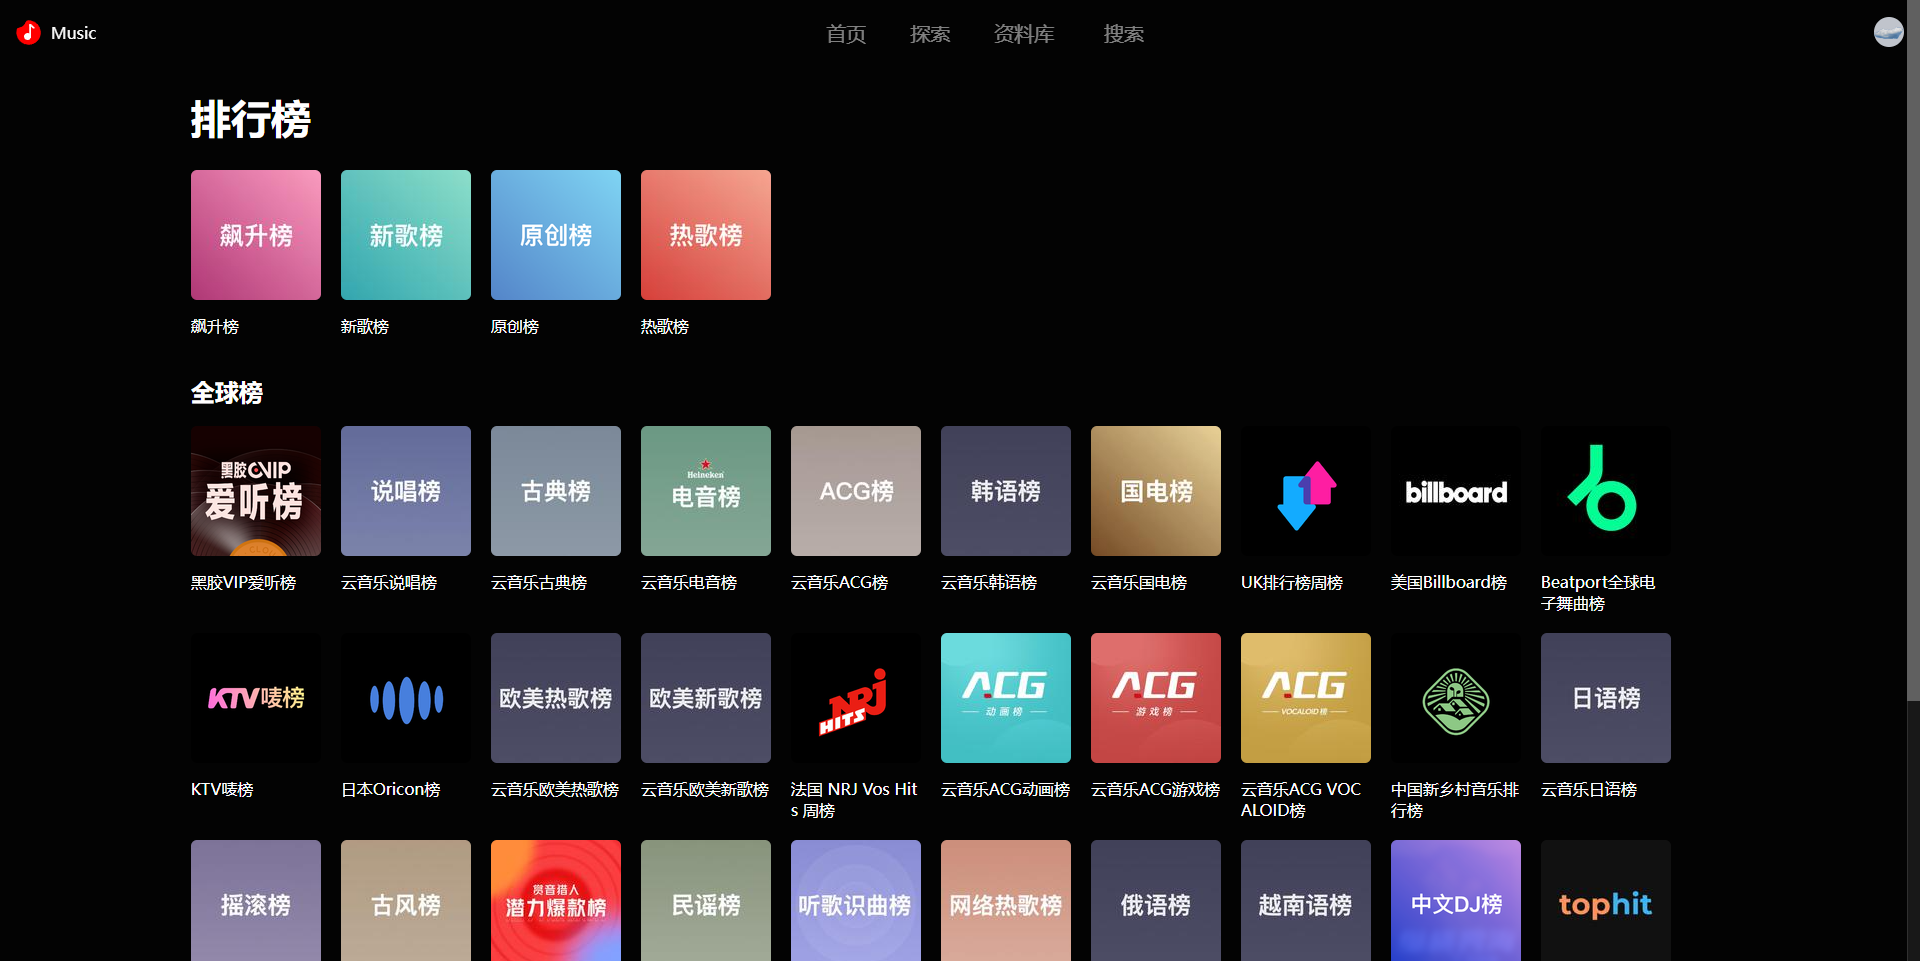 Music
首页 探索 资料库 搜索
排行榜
飙升榜 新歌榜 原创榜 热歌榜
飙升榜 新歌榜 原创榜 热歌榜
全球榜
黑胶VIP
爱听榜
说唱榜
古典榜
Heineken
电音榜
ACG榜
韩语榜
国电榜
billboard
黑胶VIP爱听榜
云音乐说唱榜
云音乐古典榜
云音乐电音榜
云音乐ACG榜
云音乐韩语榜
云音乐国电榜
UK排行榜周榜
美国Billboard榜
Beatport全球电
子舞曲榜
KTV唛榜
欧美热歌榜
欧美新歌榜
NRJ
HITS
ACG
动画榜
ACG
游戏榜
ACG
VOCALOID榜
日语榜
KTV唛榜
日本Oricon榜
云音乐欧美热歌榜
云音乐欧美新歌榜
法国 NRJ Vos Hit
s 周榜
云音乐ACG动画榜
云音乐ACG游戏榜
云音乐ACG VOC
ALOID榜
中国新乡村音乐排
行榜
云音乐日语榜
摇滚榜
古风榜
赏音猎人
潜力爆款榜
民谣榜
听歌识曲榜
网络热歌榜
俄语榜
越南语榜
中文DJ榜
tophit